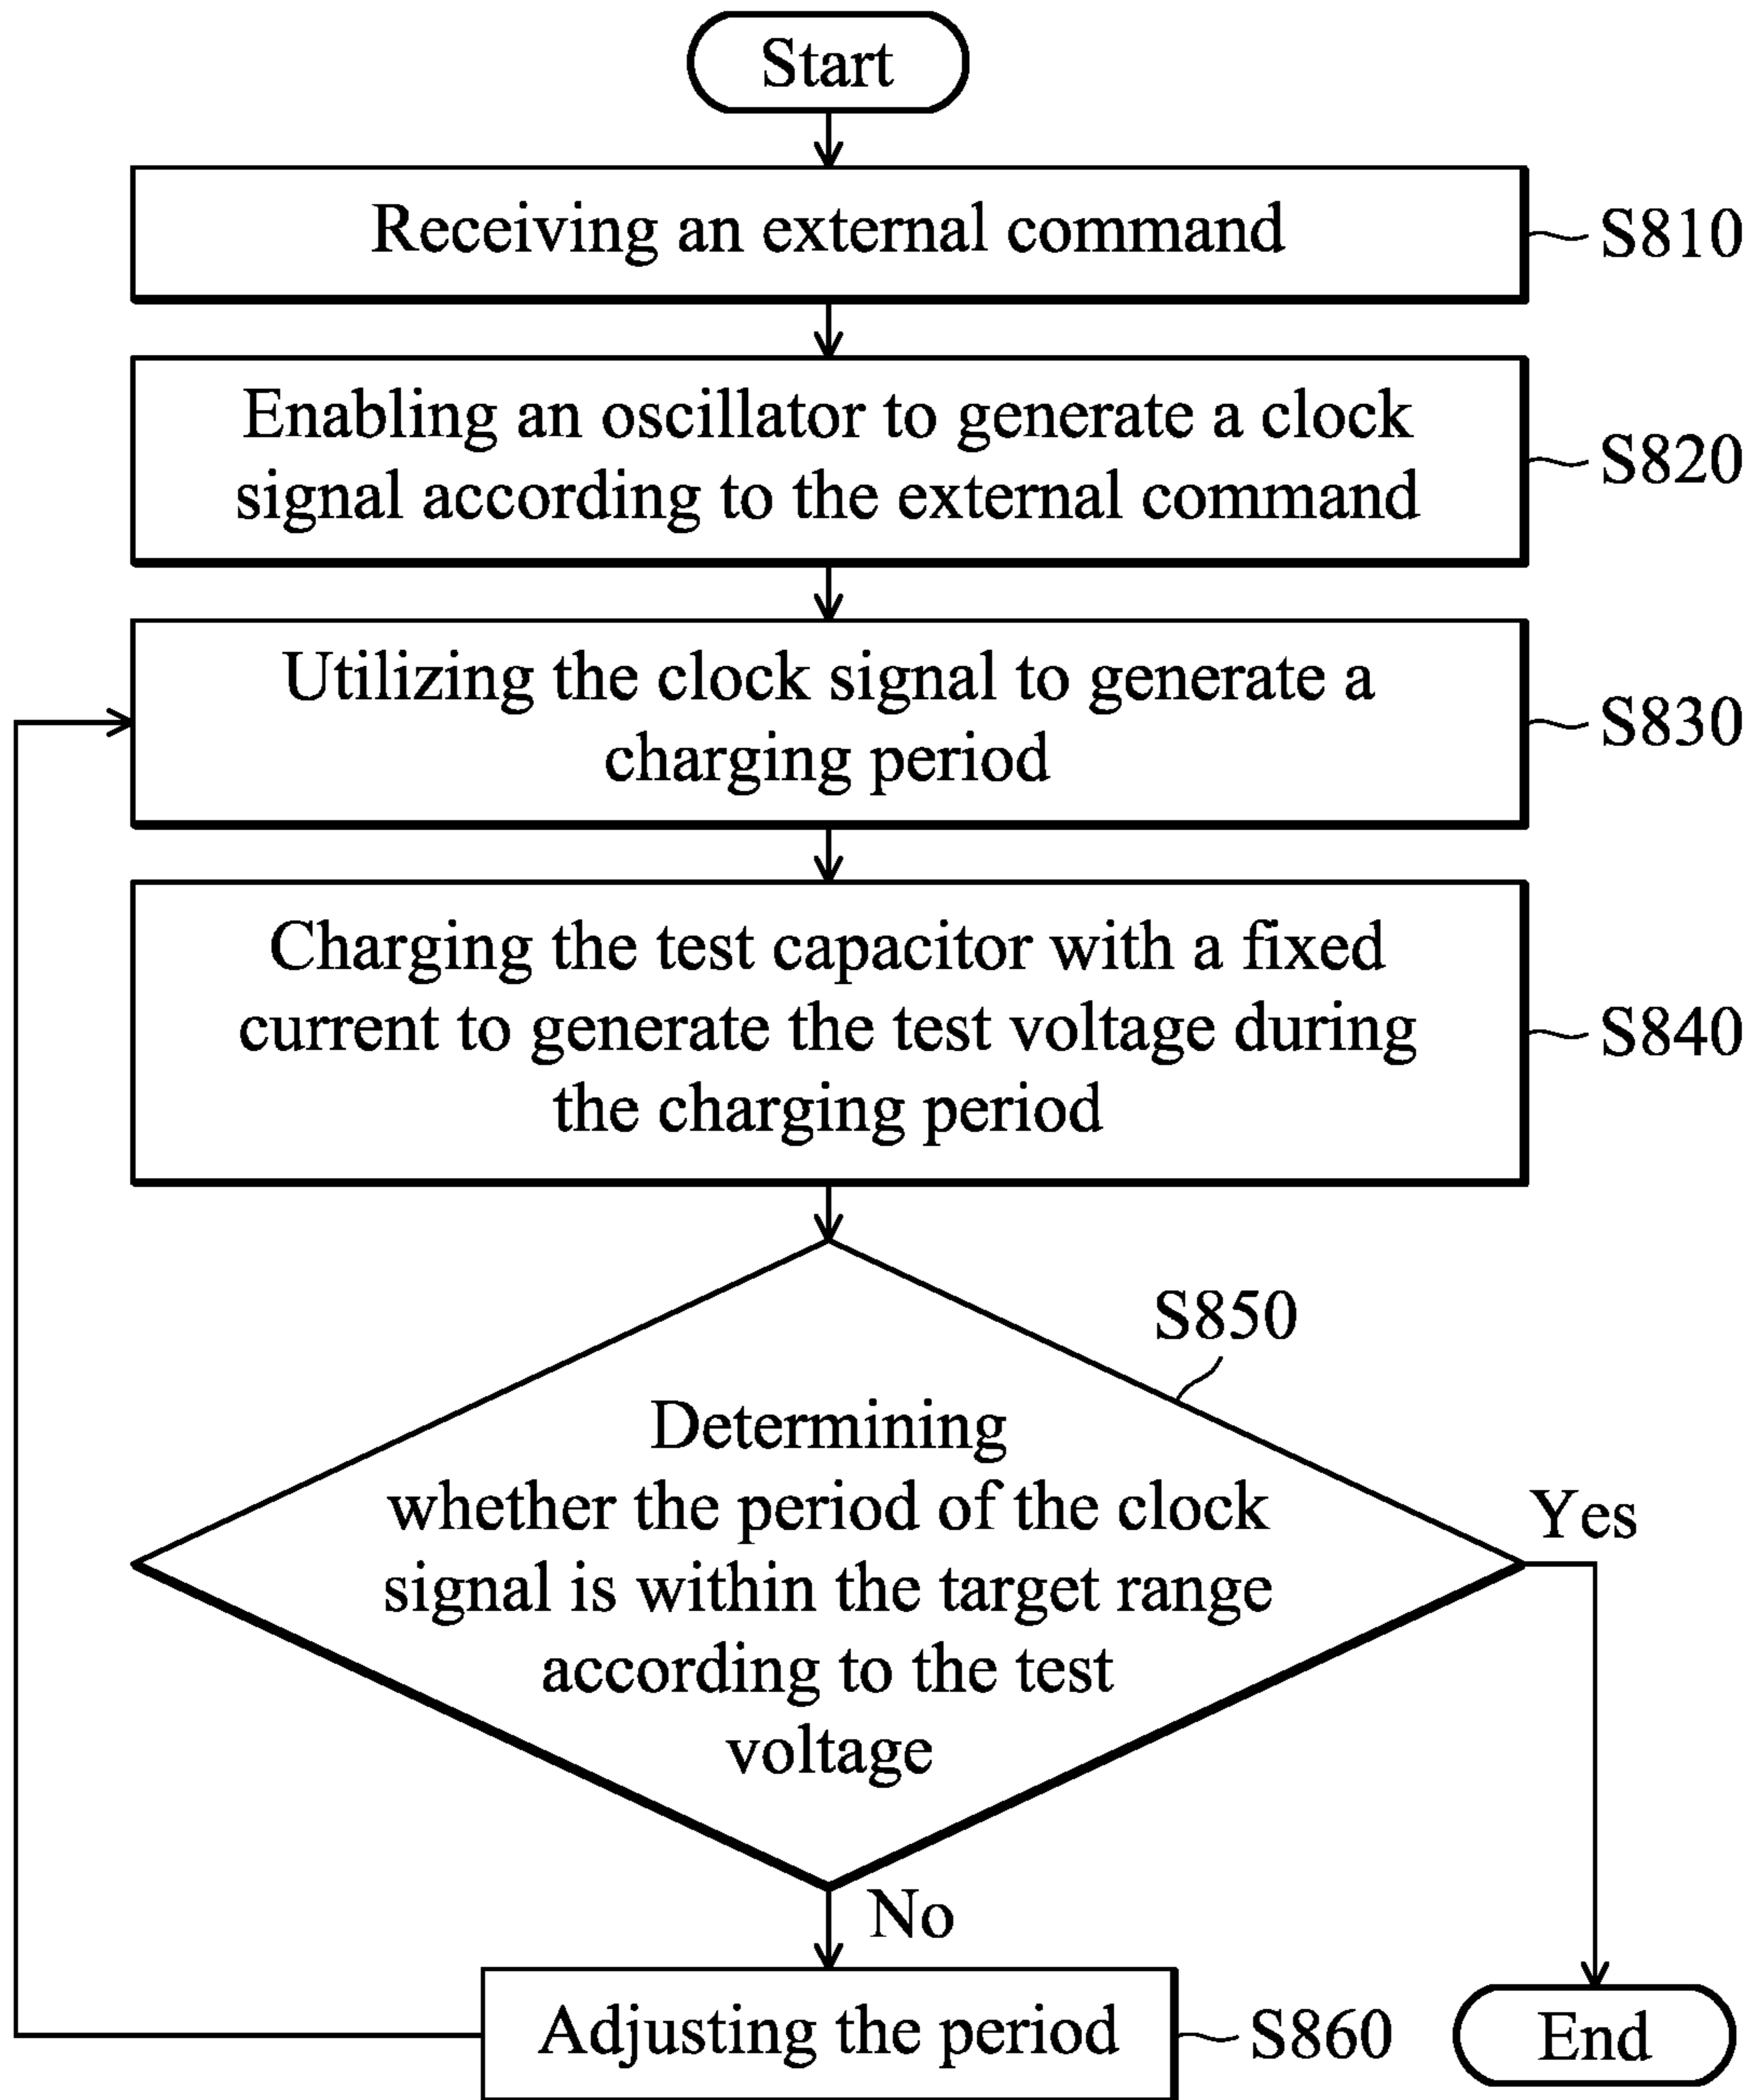 Start
Receiving an external command
S810
Enabling an oscillator to generate a clock
signal according to the external command
S820
Utilizing the clock signal to generate a
charging period
S830
Charging the test capacitor with a fixed
current to generate the test voltage during
the charging period
S840
S850
Determining
whether the period of the clock
signal is within the target range
according to the test
voltage
Yes
No
Adjusting the period
S860
End